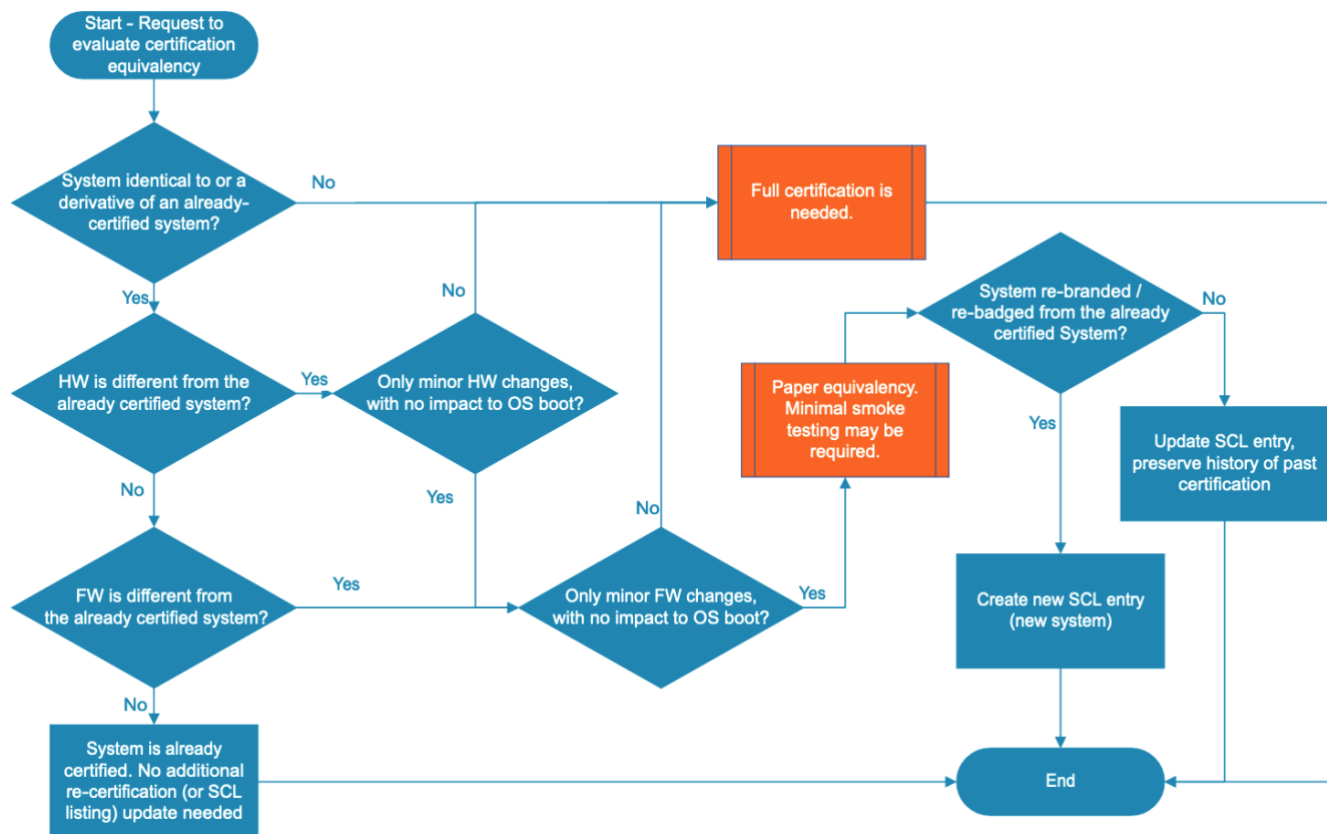 Start - Request to
evaluate certification
equivalency
System identical to or a
derivative of an already-
certified system?
No
Full certification is
needed.
Yes
No
System re-branded /
re-badged from the already
certified System?
No
HW is different from the
already certified system?
Yes
Only minor HW changes,
with no impact to OS boot?
Paper equivalency.
Minimal smoke
testing may be
required.
Yes
Update SCL entry,
preserve history of past
certification
No
Yes
No
FW is different from
the already certified system?
Yes
Only minor FW changes,
with no impact to OS boot?
Yes
Create new SCL entry
(new system)
No
System is already
certified. No additional
re-certification (or SCL
listing) update needed
End